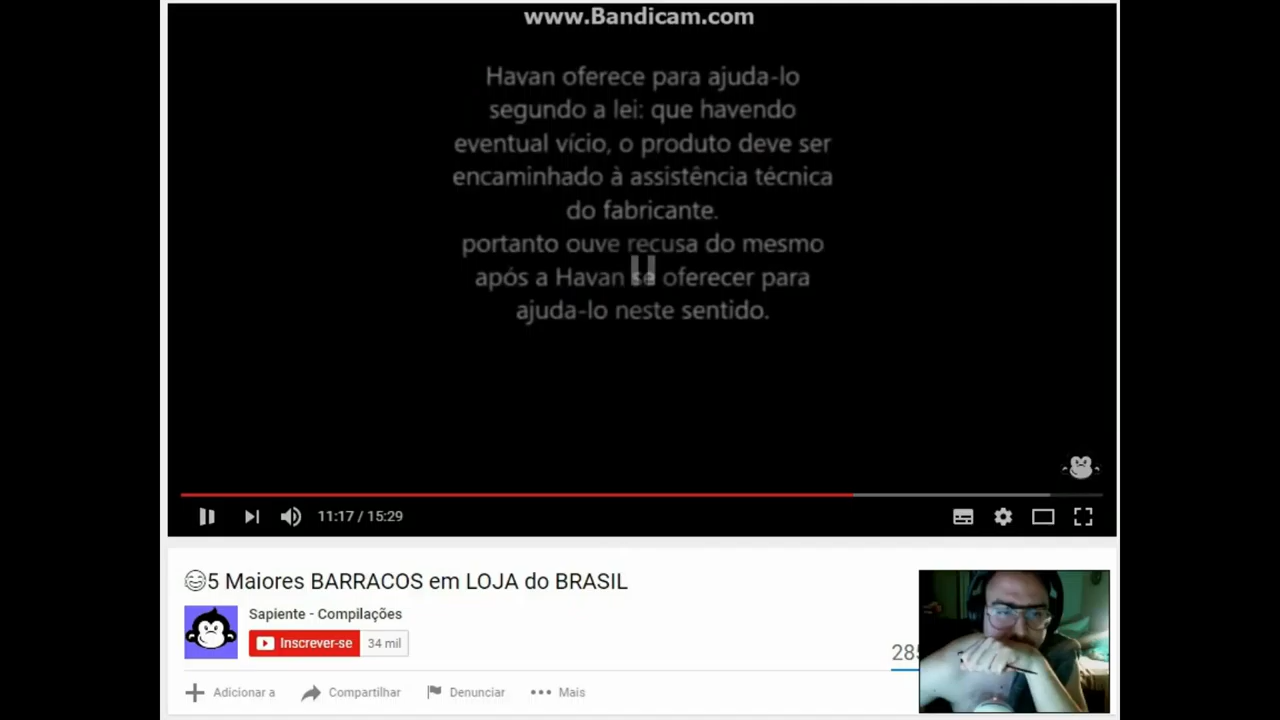 www.Bandicam.com
Havan oferece para ajuda-lo
segundo a lei: que havendo
eventual vício, o produto deve ser
encaminhado à assistência técnica
do fabricante.
portanto ouve recusa do mesmo
após a Havan se oferecer para
ajuda-lo neste sentido.
11:17 / 15:29
5 Maiores BARRACOS em LOJA do BRASIL
Sapiente - Compilações
Inscrever-se 34 mil
Adicionar a Compartilhar Denunciar Mais